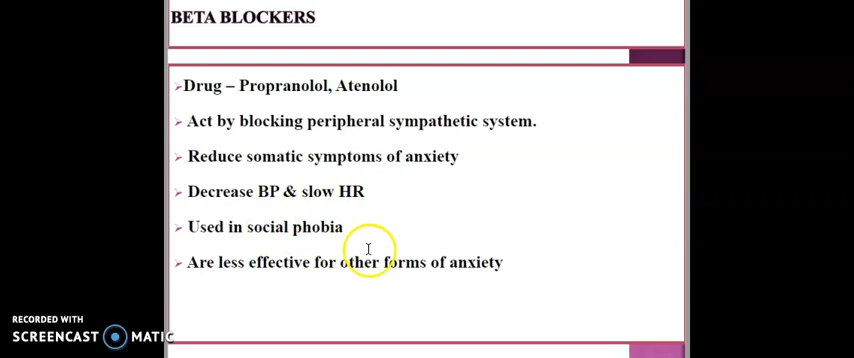 BETA BLOCKERS
➢Drug – Propranolol, Atenolol
➢ Act by blocking peripheral sympathetic system.
➢ Reduce somatic symptoms of anxiety
➢ Decrease BP & slow HR
➢ Used in social phobia
➢ Are less effective for other forms of anxiety
RECORDED WITH
SCREENCAST MATIC